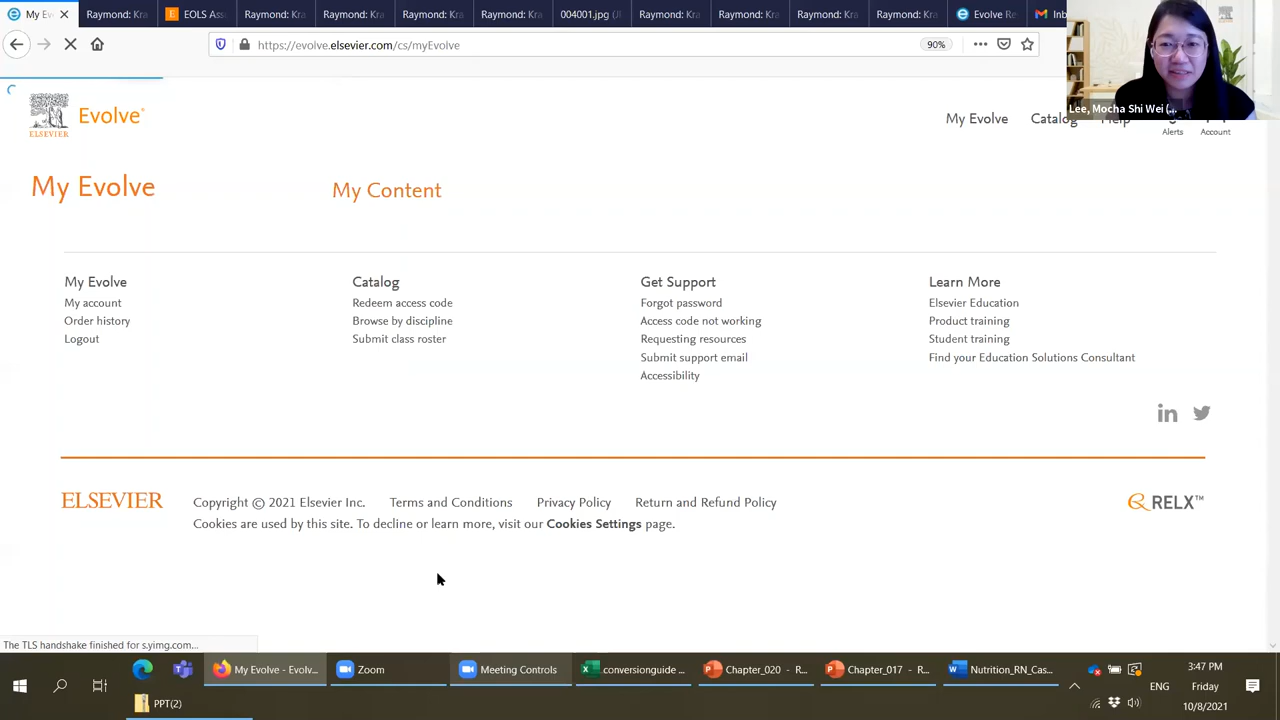 My Ev
EOLS Ass
Raymond: Kra
Raymond: Kra
Raymond: Kra
Raymond: Kra
004001.jpg (J
Raymond: Kra
Raymond: Kra
Raymond: Kra
Raymond: Kra
Evolve Re
Inb
https://evolve.elsevier.com/cs/myEvolve
90%
ELSEVIER
Evolve
My Evolve
Catalog
Help
Alerts
Account
Lee, Mocha Shi Wei (...
My Evolve
My Content
My Evolve
My account
Order history
Logout
Catalog
Redeem access code
Browse by discipline
Submit class roster
Get Support
Forgot password
Access code not working
Requesting resources
Submit support email
Accessibility
Learn More
Elsevier Education
Product training
Student training
Find your Education Solutions Consultant
ELSEVIER
Copyright © 2021 Elsevier Inc. Terms and Conditions Privacy Policy Return and Refund Policy
Cookies are used by this site. To decline or learn more, visit our Cookies Settings page.
RELX™
The TLS handshake finished for s.yimg.com...
My Evolve - Evolv...
Zoom
Meeting Controls
conversionguide ...
Chapter_020 - R...
Chapter_017 - R...
Nutrition_RN_Cas...
PPT(2)
ENG
3:47 PM
Friday
10/8/2021